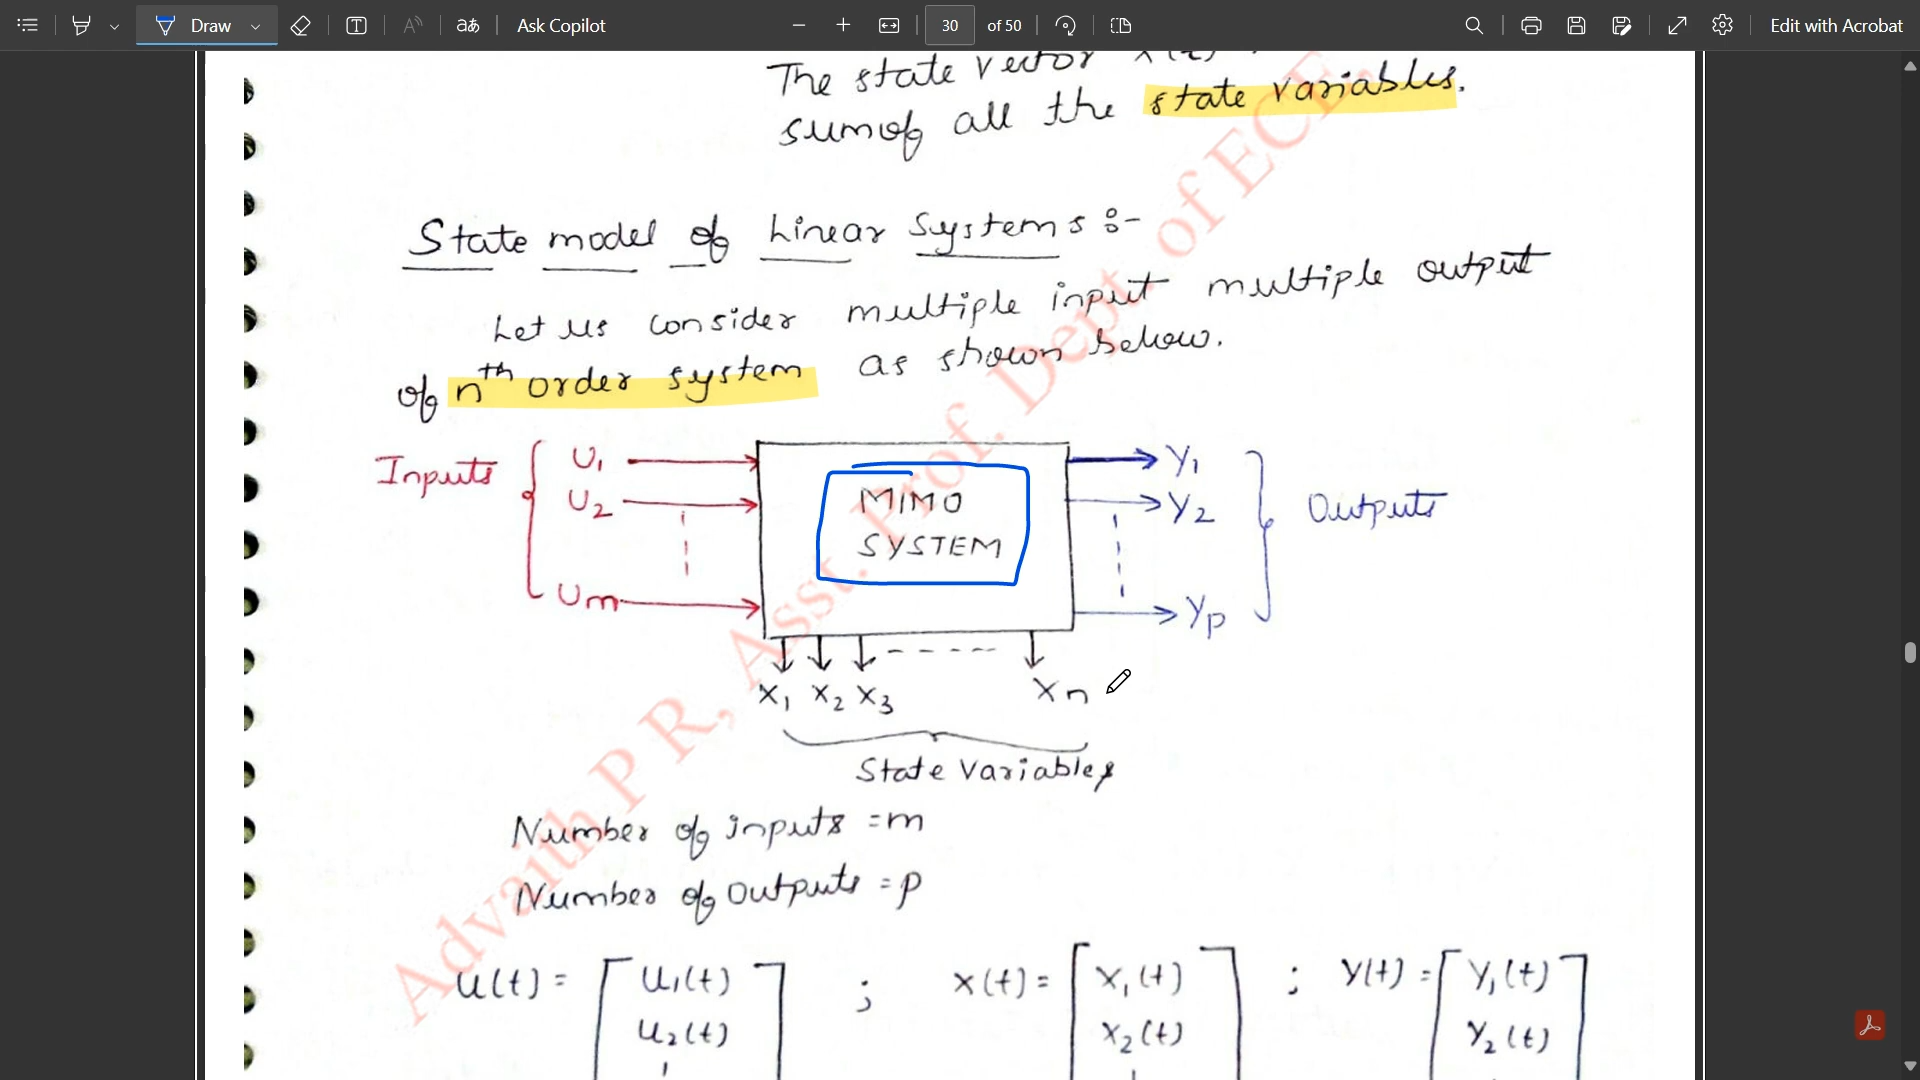 Draw
Ask Copilot
30 of 50
Edit with Acrobat
The state vector x(t)
sum of all the state variables.
State model of Linear Systems :-
Let us consider multiple input multiple output
of nth order system as shown below.
Inputs
U1
U2
Um
MIMO
SYSTEM
Y1
Y2
Yp
Outputs
X1 X2 X3 Xn
State Variables
Number of inputs = m
Number of outputs = p
U(t) = [ U1(t) ; X(t) = [ X1(t) ] ; Y(t) = [ Y1(t) ]
U2(t) X2(t) Y2(t)
Advaith P R, Asst. Prof. Dept. of ECE,